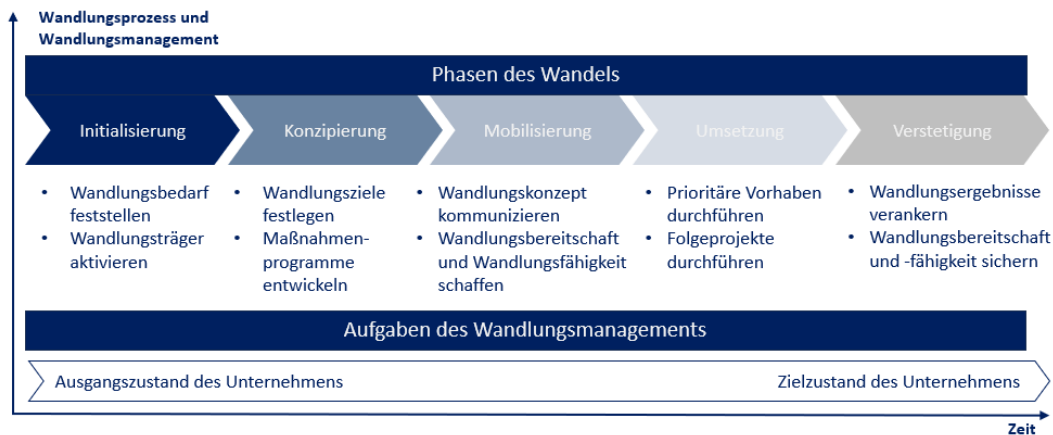 Wandlungsprozess und
Wandlungsmanagement
Phasen des Wandels
Initialisierung
Konzipierung
Mobilisierung
Umsetzung
Verstetigung
• Wandlungsbedarf
feststellen
• Wandlungsträger
aktivieren
• Wandlungsziele
festlegen
• Maßnahmen-
programme
entwickeln
• Wandlungskonzept
kommunizieren
• Wandlungsbereitschaft
und Wandlungsfähigkeit
schaffen
• Prioritäre Vorhaben
durchführen
• Folgeprojekte
durchführen
• Wandlungsergebnisse
verankern
• Wandlungsbereitschaft
und -fähigkeit sichern
Aufgaben des Wandlungsmanagements
Ausgangszustand des Unternehmens
Zielzustand des Unternehmens
Zeit